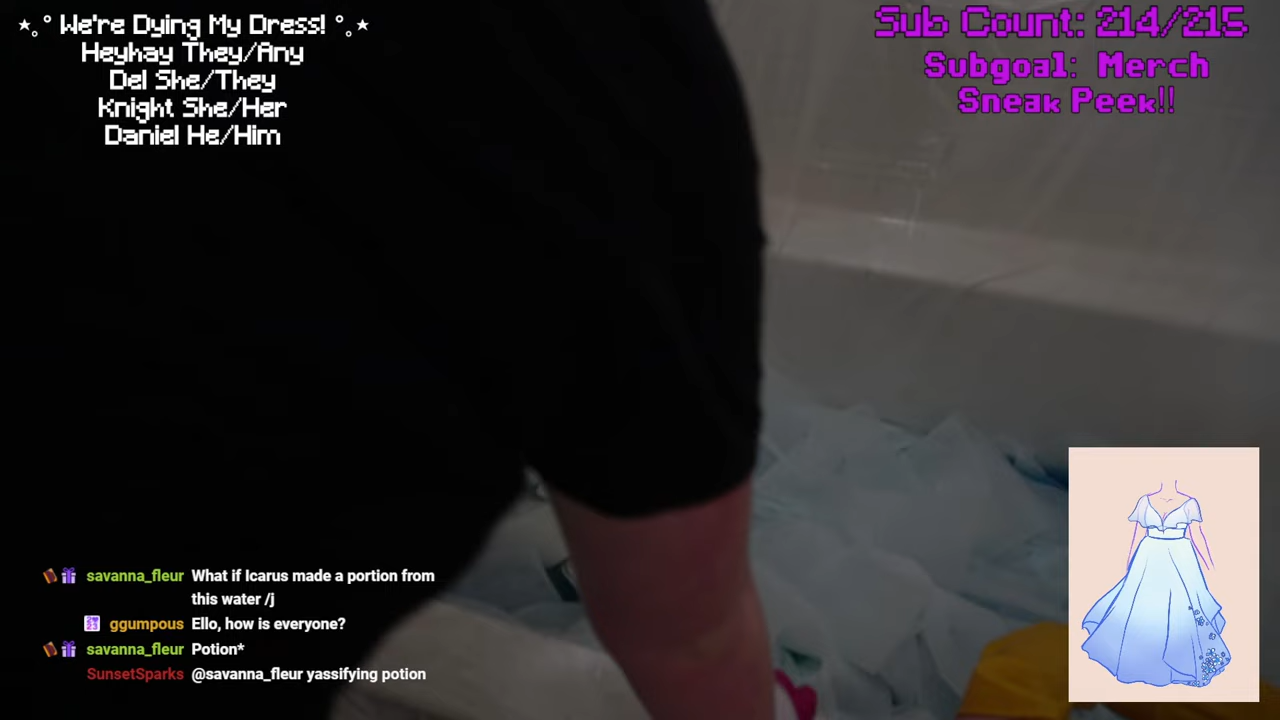 ⋆｡° We're Dying My Dress! °｡⋆
Heykay They/Any
Del She/They
Knight She/Her
Daniel He/Him
Sub Count: 214/215
Subgoal: Merch
Sneak Peek!!
savanna_fleur What if Icarus made a portion from
this water /j
ggumpous Ello, how is everyone?
savanna_fleur Potion*
SunsetSparks @savanna_fleur yassifying potion